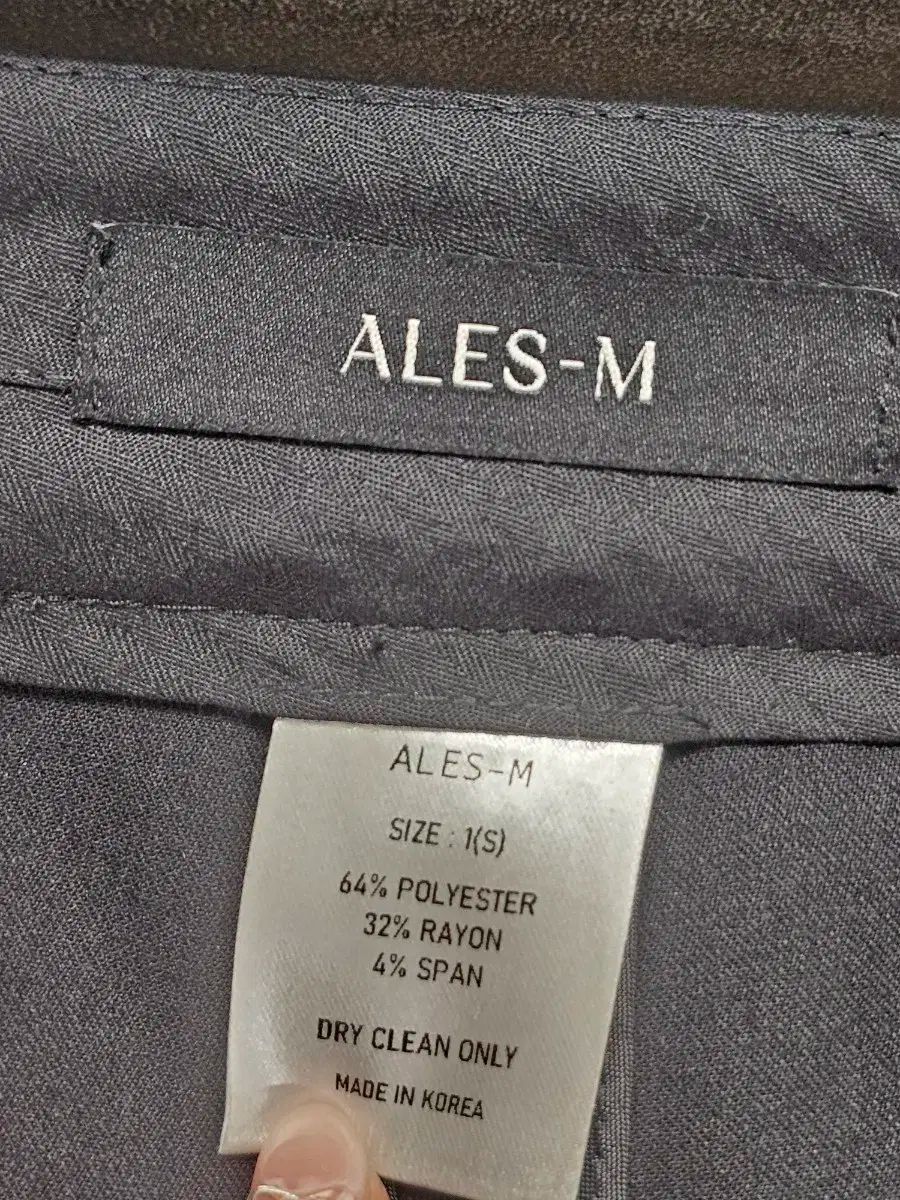 ALES-M
ALES-M
SIZE : 1(S)
64% POLYESTER
32% RAYON
4% SPAN
DRY CLEAN ONLY
MADE IN KOREA